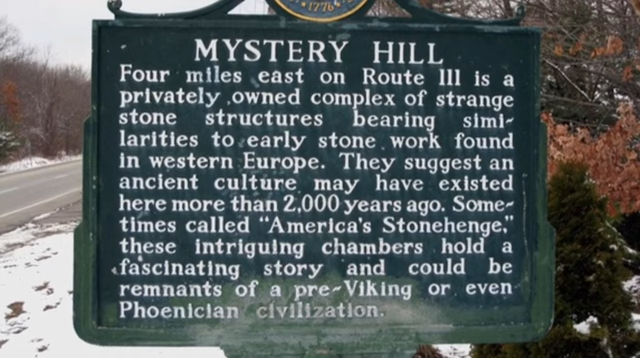 1776
MYSTERY HILL
Four miles east on Route 111 is a
privately owned complex of strange
stone structures bearing simi-
larities to early stone work found
in western Europe. They suggest an
ancient culture may have existed
here more than 2,000 years ago. Some-
times called "America's Stonehenge,"
these intriguing chambers hold a
fascinating story and could be
remnants of a pre-Viking or even
Phoenician civilization.